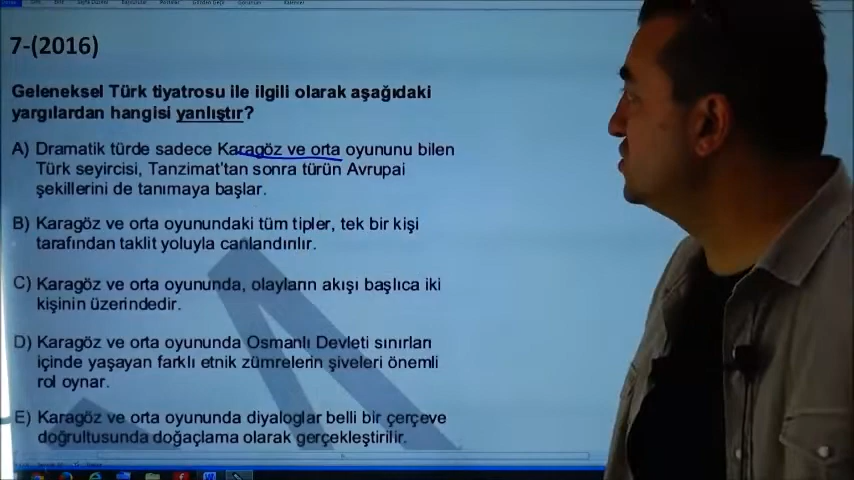 7-(2016)
Geleneksel Türk tiyatrosu ile ilgili olarak aşağıdaki
yargılardan hangisi yanlıştır?
A) Dramatik türde sadece Karagöz ve orta oyununu bilen
Türk seyircisi, Tanzimat'tan sonra türün Avrupai
şekillerini de tanımaya başlar.
B) Karagöz ve orta oyunundaki tüm tipler, tek bir kişi
tarafından taklit yoluyla canlandırılır.
C) Karagöz ve orta oyununda, olayların akışı başlıca iki
kişinin üzerindedir.
D) Karagöz ve orta oyununda Osmanlı Devleti sınırları
içinde yaşayan farklı etnik zümrelerin şiveleri önemli
rol oynar.
E) Karagöz ve orta oyununda diyaloglar belli bir çerçeve
doğrultusunda doğaçlama olarak gerçekleştirilir.